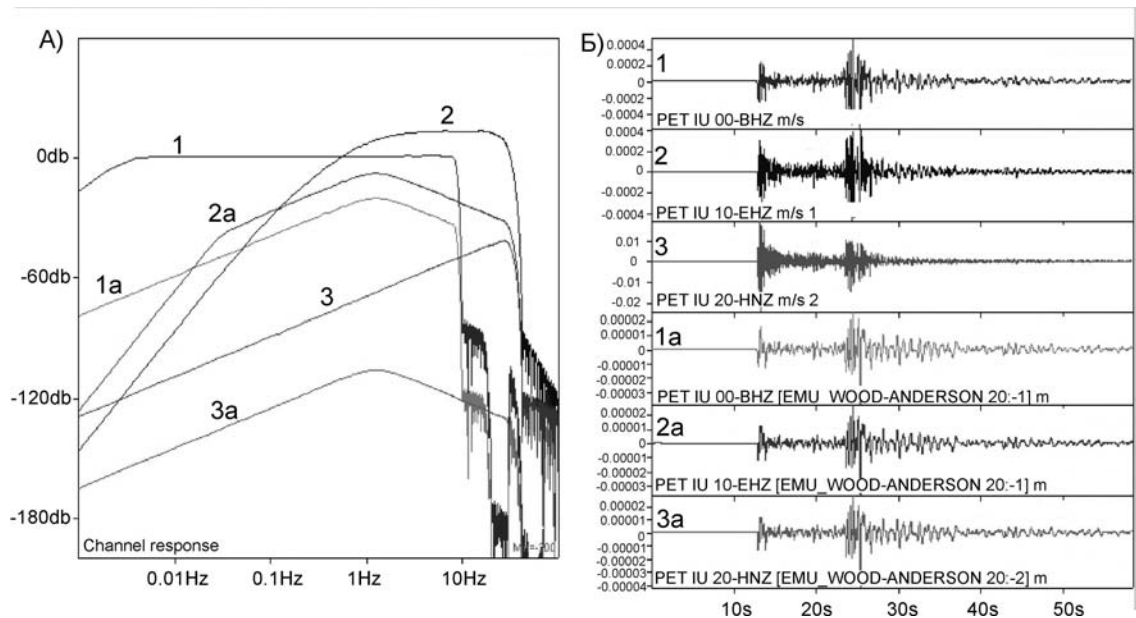 А)
1
2
0db
2a
-60db
1a
3
-120db
3a
-180db
Channel response
0.01Hz
0.1Hz
1Hz
10Hz
Б)
0.0004
1
0.0002
0
-0.0002
-0.0004
PET IU 00-BHZ m/s
0.0004
2
0.0002
0
-0.0002
-0.0004
PET IU 10-EHZ m/s 1
3
0.01
0
-0.01
-0.02
PET IU 20-HNZ m/s 2
0.00002
1a
0.00001
0
-0.00001
-0.00002
-0.00003
PET IU 00-BHZ [EMU_WOOD-ANDERSON 20:-1] m
0.00002
2a
0.00001
0
-0.00001
-0.00002
-0.00003
PET IU 10-EHZ [EMU_WOOD-ANDERSON 20:-1] m
0.00002
3a
0.00001
0
-0.00001
-0.00002
-0.00003
-0.00004
PET IU 20-HNZ [EMU_WOOD-ANDERSON 20:-2] m
10s
20s
30s
40s
50s